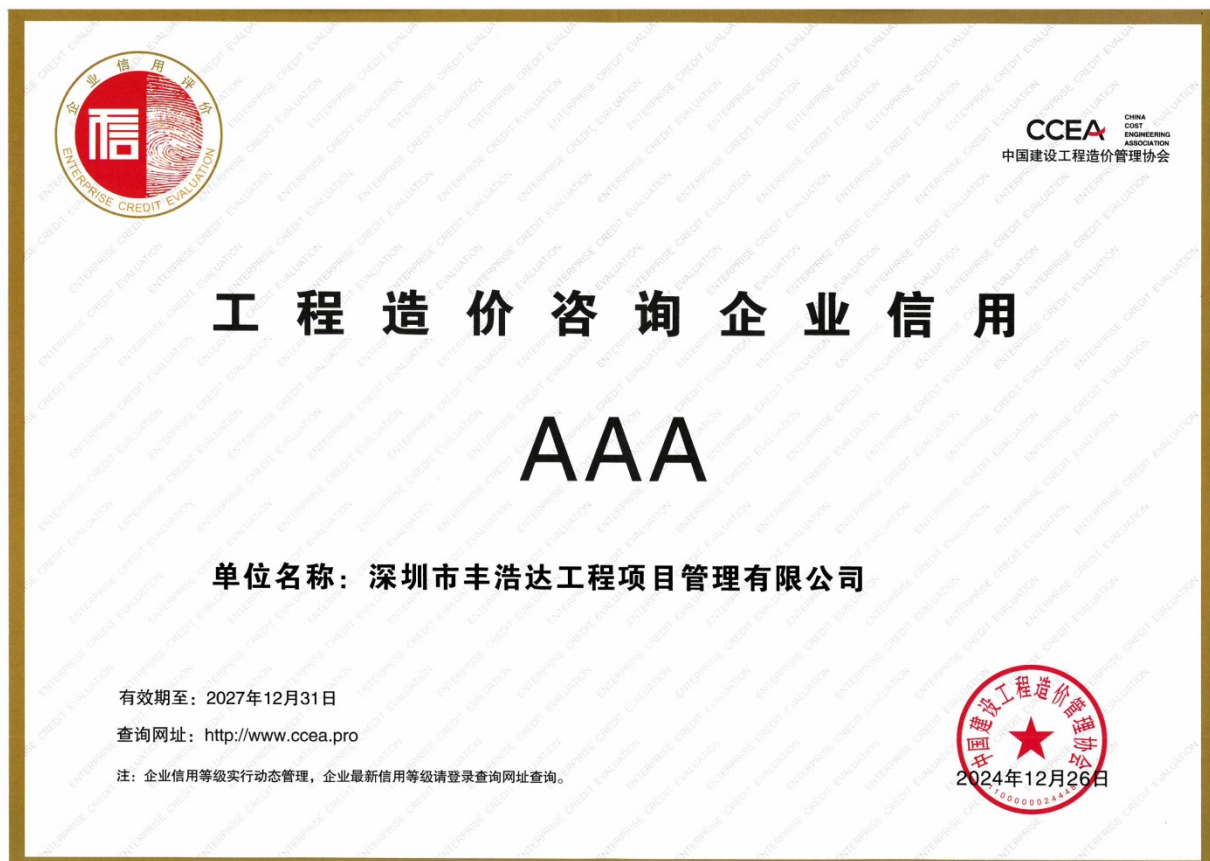 企业信用评价
信
ENTERPRISE CREDIT EVALUATION
CCEA
CHINA
COST
ENGINEERING
ASSOCIATION
中国建设工程造价管理协会
工程造价咨询企业信用
AAA
单位名称：深圳市丰浩达工程项目管理有限公司
有效期至：2027年12月31日
查询网址：http://www.ccea.pro
注：企业信用等级实行动态管理，企业最新信用等级请登录查询网址查询。
中国建设工程造价管理协会
2024年12月26日